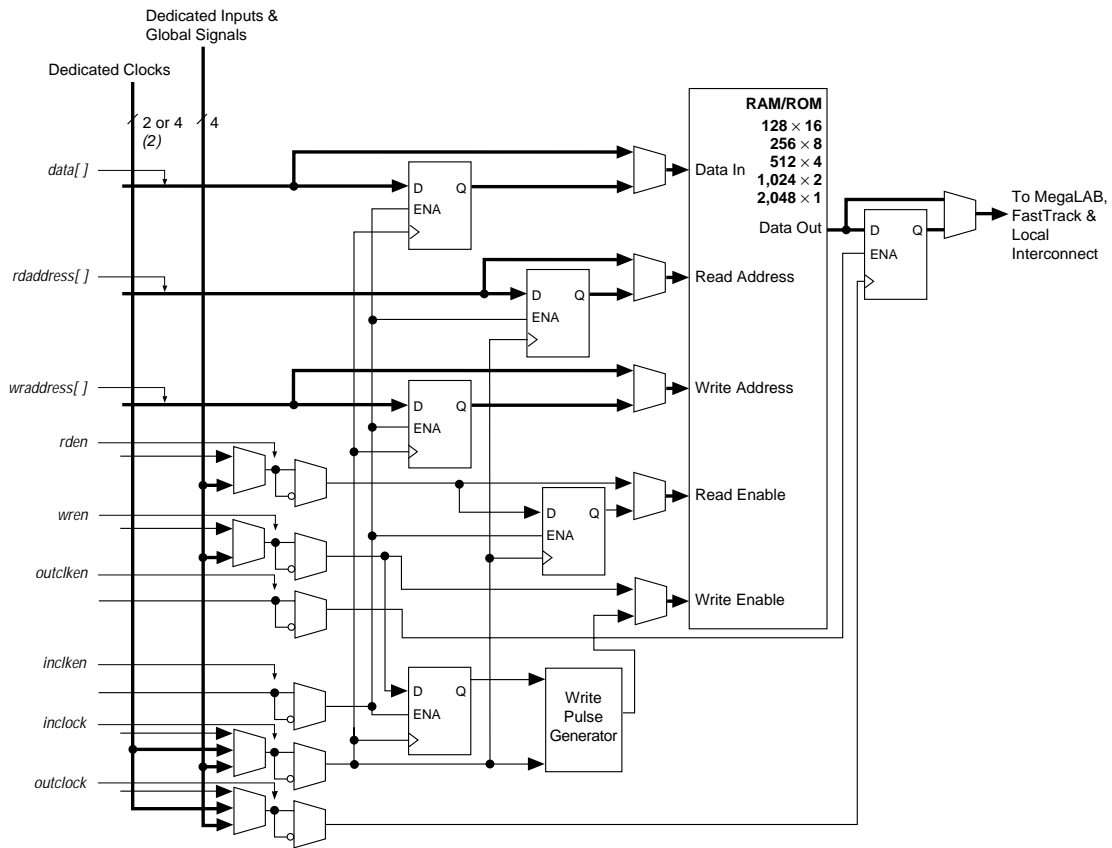 Dedicated Inputs &
Global Signals
Dedicated Clocks
2 or 4
(2)
4
RAM/ROM
128 × 16
256 × 8
512 × 4
1,024 × 2
2,048 × 1
data[ ]
D Q
ENA
Data In
Data Out
D Q
ENA
To MegaLAB,
FastTrack &
Local
Interconnect
rdaddress[ ]
D Q
ENA
Read Address
wraddress[ ]
D Q
ENA
Write Address
rden
D Q
ENA
Read Enable
wren
outclken
Write Enable
inclken
D Q
ENA
Write
Pulse
Generator
inclock
outclock